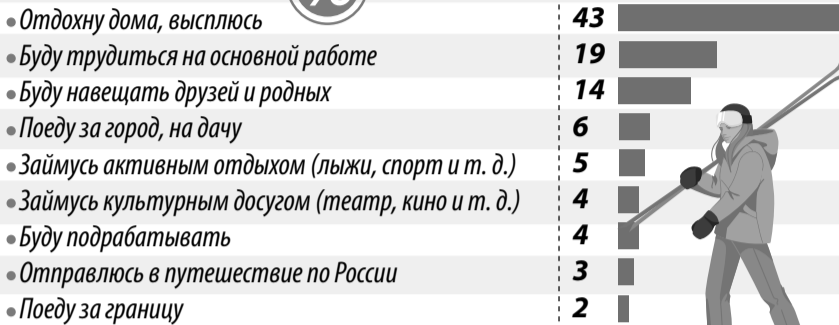 %
• Отдохну дома, высплюсь 43
• Буду трудиться на основной работе 19
• Буду навещать друзей и родных 14
• Поеду за город, на дачу 6
• Займусь активным отдыхом (лыжи, спорт и т. д.) 5
• Займусь культурным досугом (театр, кино и т. д.) 4
• Буду подрабатывать 4
• Отправлюсь в путешествие по России 3
• Поеду за границу 2